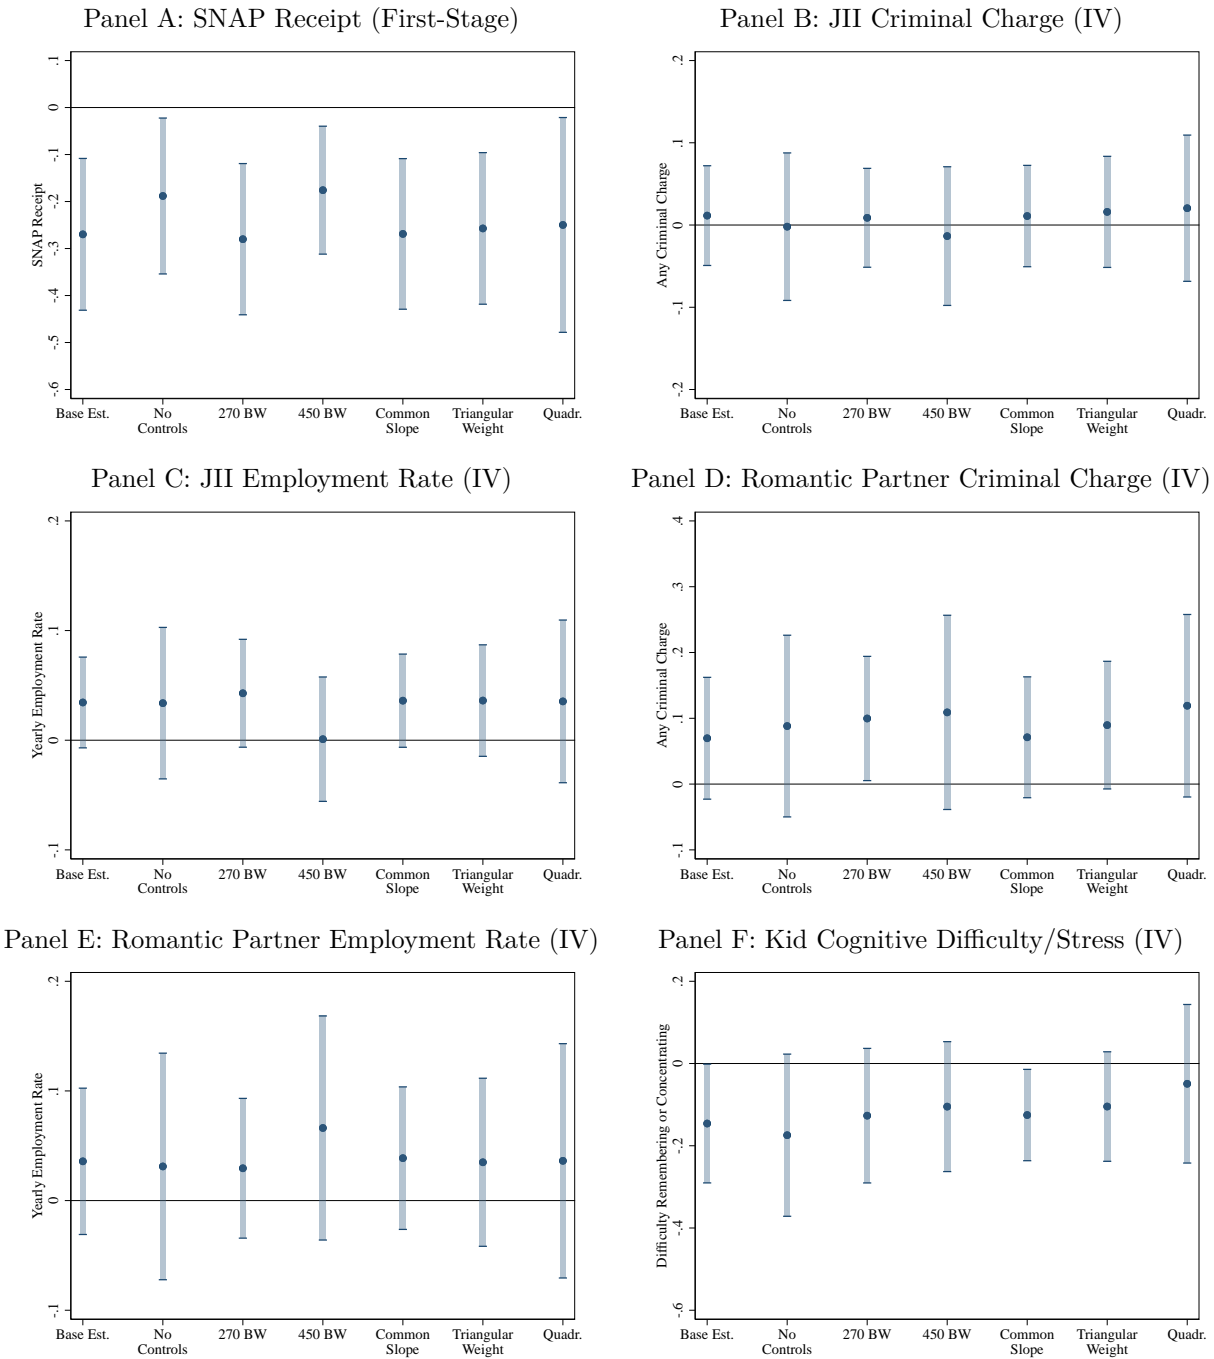 Panel A: SNAP Receipt (First-Stage)
SNAP Receipt
.1
0
-.1
-.2
-.3
-.4
-.5
-.6
Base Est.
No
Controls
270 BW
450 BW
Common
Slope
Triangular
Weight
Quadr.
Panel B: JII Criminal Charge (IV)
Any Criminal Charge
.2
.1
0
-.1
-.2
Base Est.
No
Controls
270 BW
450 BW
Common
Slope
Triangular
Weight
Quadr.
Panel C: JII Employment Rate (IV)
Yearly Employment Rate
.2
.1
0
-.1
Base Est.
No
Controls
270 BW
450 BW
Common
Slope
Triangular
Weight
Quadr.
Panel D: Romantic Partner Criminal Charge (IV)
Any Criminal Charge
.4
.3
.2
.1
0
-.1
Base Est.
No
Controls
270 BW
450 BW
Common
Slope
Triangular
Weight
Quadr.
Panel E: Romantic Partner Employment Rate (IV)
Yearly Employment Rate
.2
.1
0
-.1
Base Est.
No
Controls
270 BW
450 BW
Common
Slope
Triangular
Weight
Quadr.
Panel F: Kid Cognitive Difficulty/Stress (IV)
Difficulty Remembering or Concentrating
.2
0
-.2
-.4
-.6
Base Est.
No
Controls
270 BW
450 BW
Common
Slope
Triangular
Weight
Quadr.